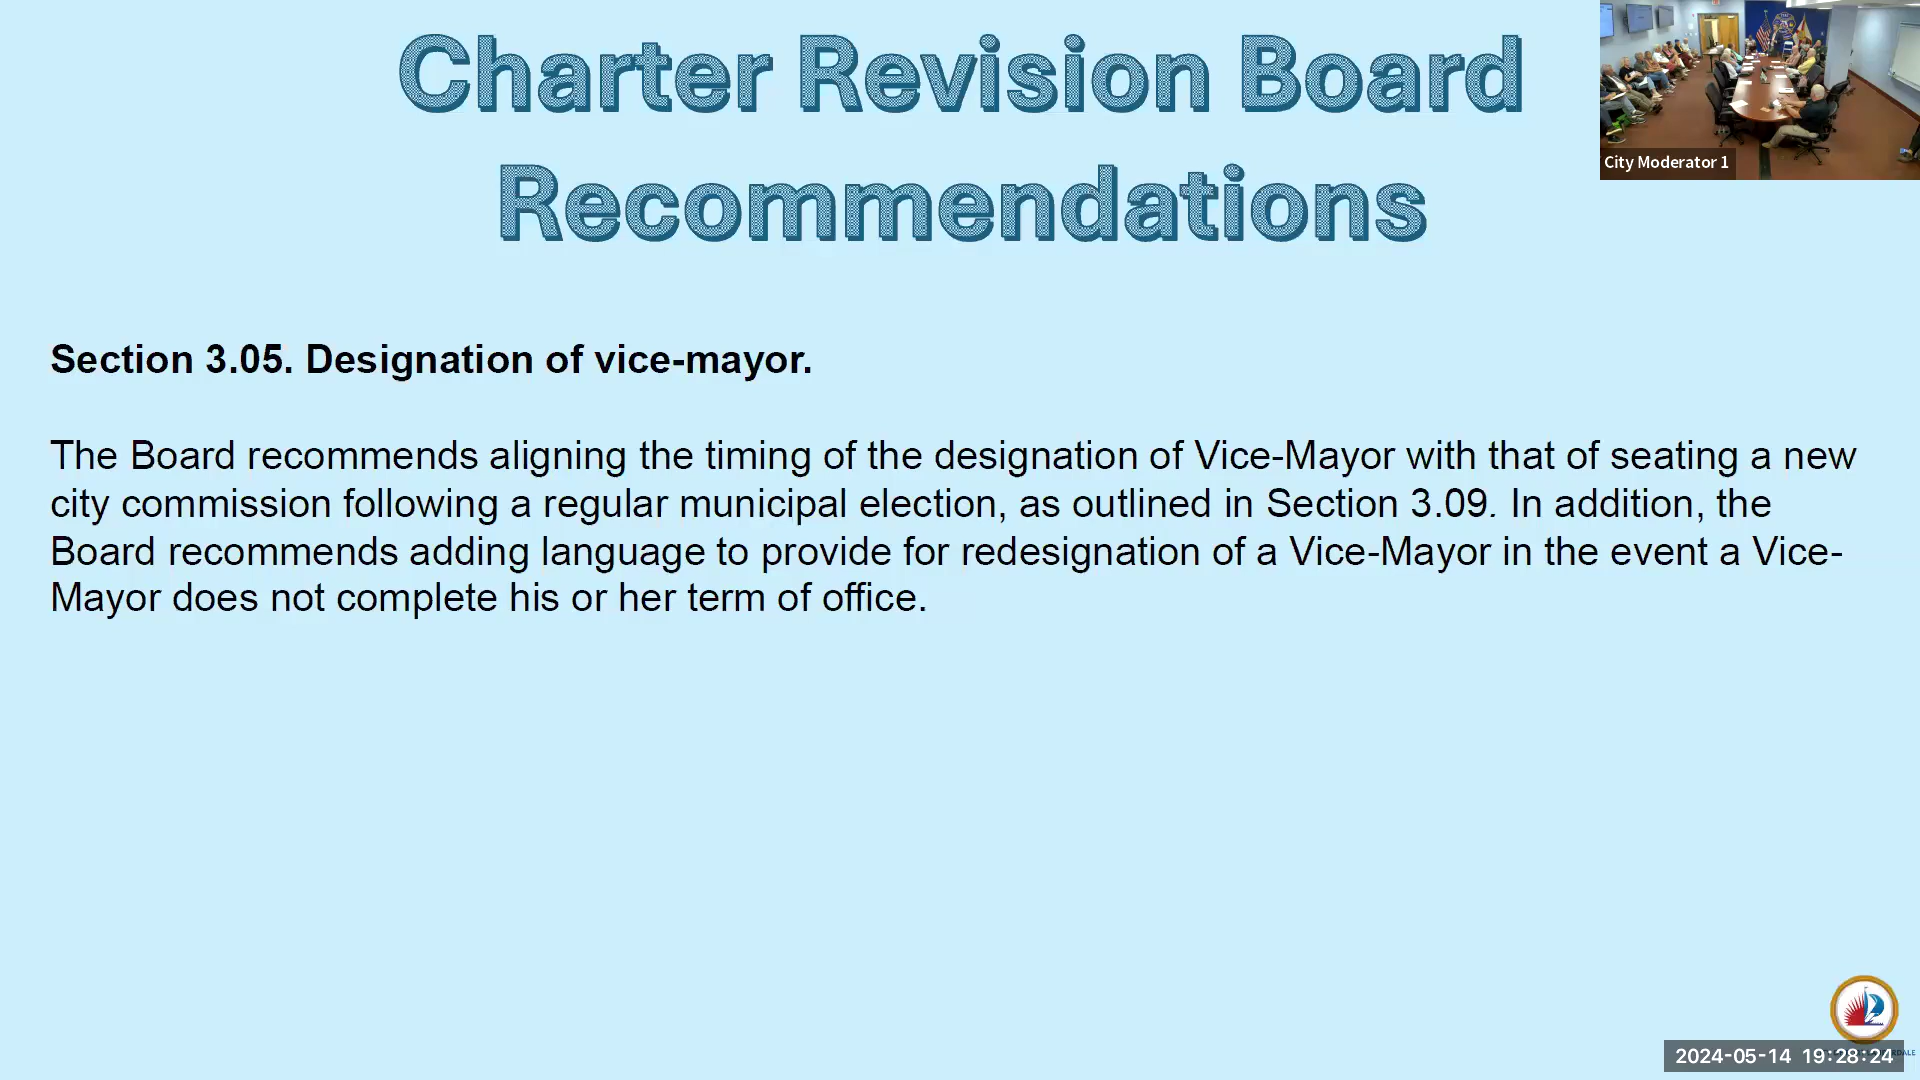 Charter Revision Board
Recommendations
City Moderator 1
Section 3.05. Designation of vice-mayor.
The Board recommends aligning the timing of the designation of Vice-Mayor with that of seating a new
city commission following a regular municipal election, as outlined in Section 3.09. In addition, the
Board recommends adding language to provide for redesignation of a Vice-Mayor in the event a Vice-
Mayor does not complete his or her term of office.
2024-05-14 19:28:24